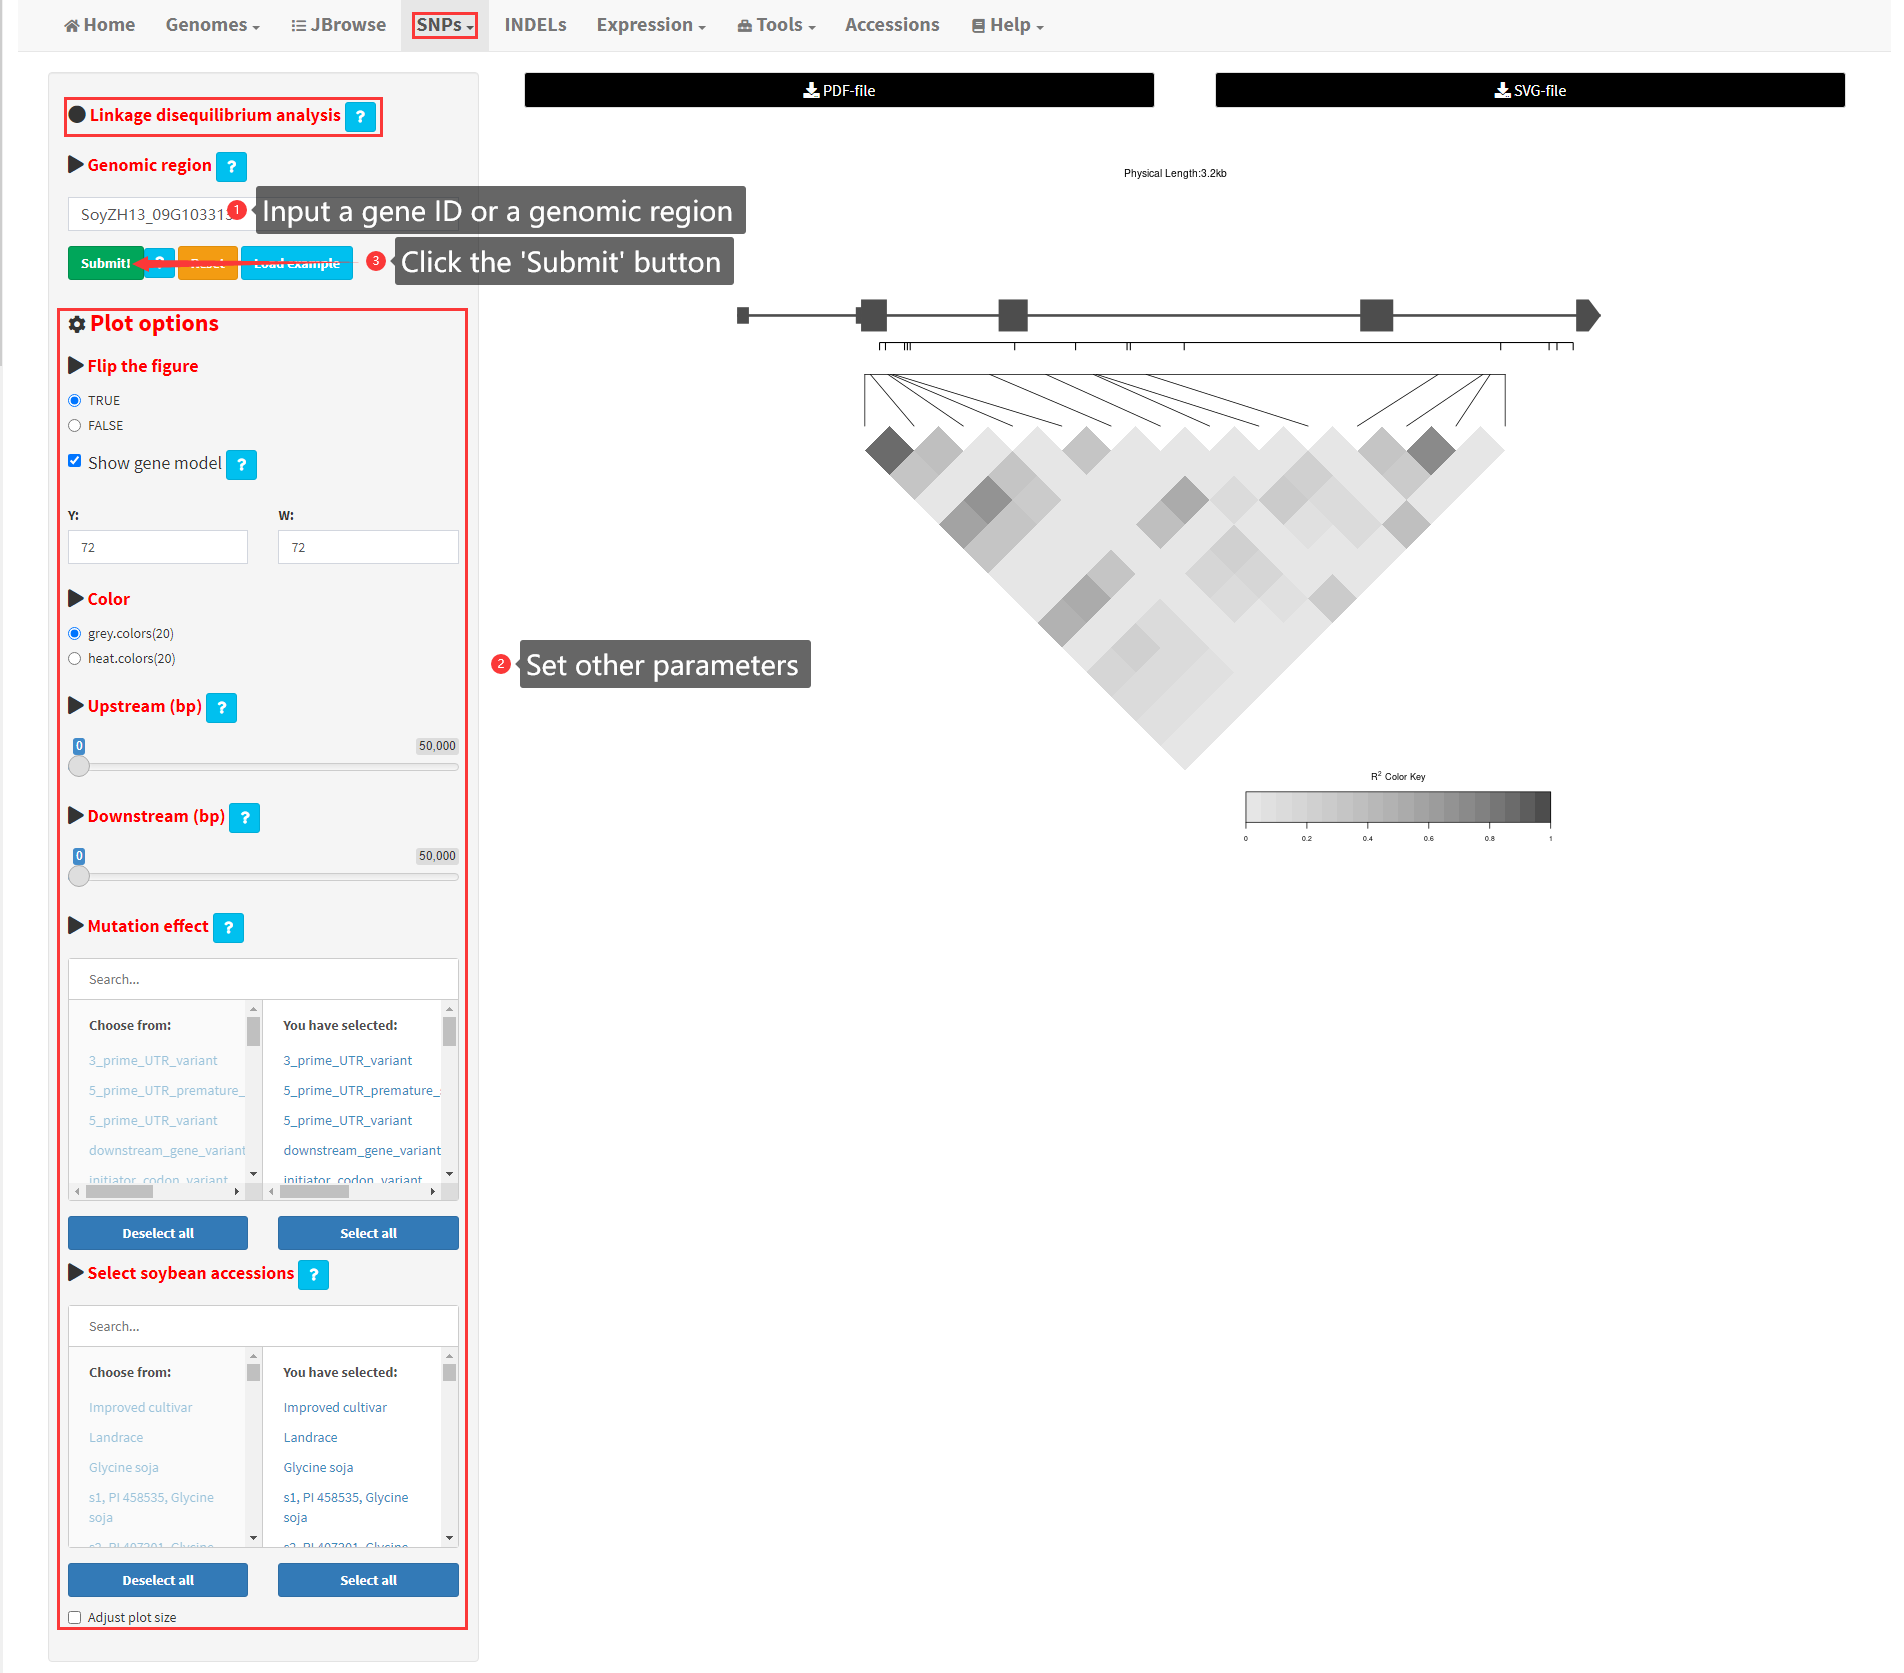 Home Genomes JBrowse SNPs INDELs Expression Tools Accessions Help
PDF-file SVG-file
Linkage disequilibrium analysis ?
Genomic region ?
1 Input a gene ID or a genomic region
Submit! Reset Load example
3 Click the 'Submit' button
Plot options
Flip the figure
TRUE
FALSE
Show gene model ?
Y: W:
72 72
Color
grey.colors(20)
heat.colors(20)
2 Set other parameters
Upstream (bp) ?
0 50,000
Downstream (bp) ?
0 50,000
Mutation effect ?
Search...
Choose from: You have selected:
3_prime_UTR_variant 3_prime_UTR_variant
5_prime_UTR_premature_ 5_prime_UTR_premature_
5_prime_UTR_variant 5_prime_UTR_variant
downstream_gene_variant downstream_gene_variant
initiator_codon_variant initiator_codon_variant
Deselect all Select all
Select soybean accessions ?
Search...
Choose from: You have selected:
Improved cultivar Improved cultivar
Landrace Landrace
Glycine soja Glycine soja
s1, PI 458535, Glycine s1, PI 458535, Glycine
soja soja
Deselect all Select all
Adjust plot size
Physical Length:3.2kb
R2 Color Key
0 0.2 0.4 0.6 0.8 1